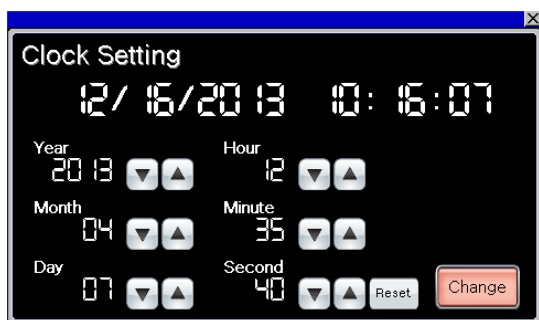 Clock Setting
12/16/2013 10:16:07
Year Hour
2013 12
Month Minute
04 35
Day Second
07 40 Reset Change